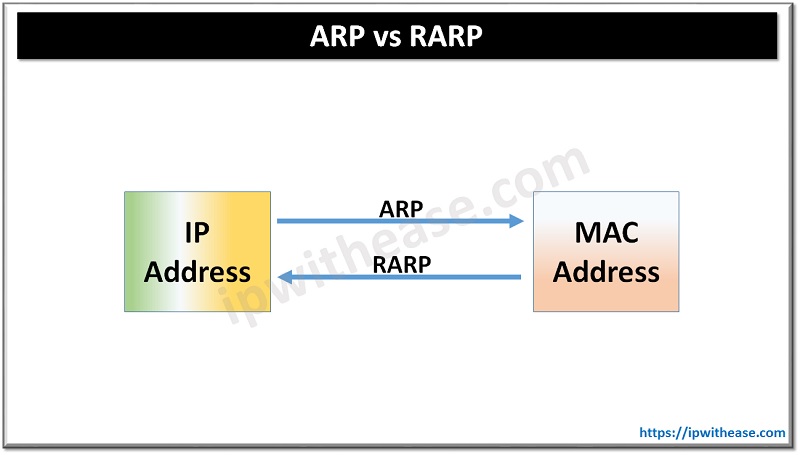 ARP vs RARP
ipwithease.com
IP
Address
ARP
RARP
MAC
Address
https://ipwithease.com